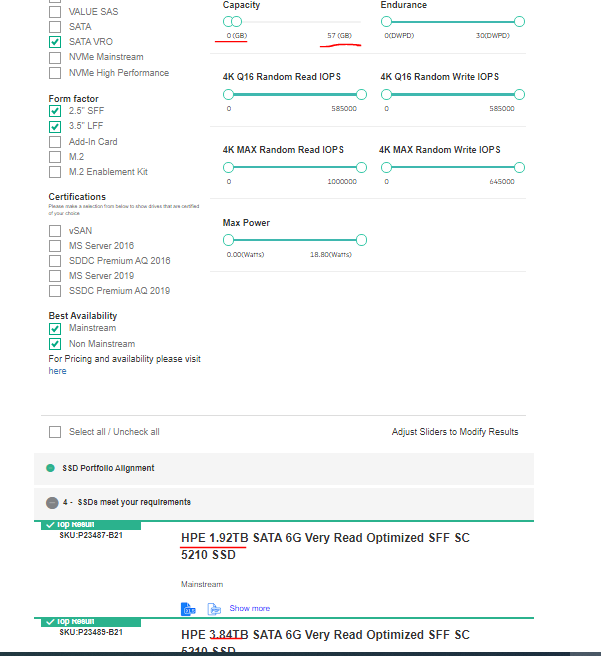 VALUE SAS
SATA
SATA VRO
NVMe Mainstream
NVMe High Performance
Form factor
2.5" SFF
3.5" LFF
Add-In Card
M.2
M.2 Enablement Kit
Certifications
Please make a selection from below to show drives that are certified
of your choice
vSAN
MS Server 2016
SDDC Premium AQ 2016
MS Server 2019
SSDC Premium AQ 2019
Best Availability
Mainstream
Non Mainstream
For Pricing and availability please visit
here
Capacity
0 (GB) 57 (GB)
Endurance
0(DWPD) 30(DWPD)
4K Q16 Random Read IOPS
0 585000
4K Q16 Random Write IOPS
0 585000
4K MAX Random Read IOPS
0 1000000
4K MAX Random Write IOPS
0 645000
Max Power
0.00(Watts) 18.80(Watts)
Select all / Uncheck all
Adjust Sliders to Modify Results
SSD Portfolio Alignment
4 - SSDs meet your requirements
Top Result
SKU:P23487-B21
HPE 1.92TB SATA 6G Very Read Optimized SFF SC
5210 SSD
Mainstream
Show more
Top Result
SKU:P23489-B21
HPE 3.84TB SATA 6G Very Read Optimized SFF SC
5210 SSD